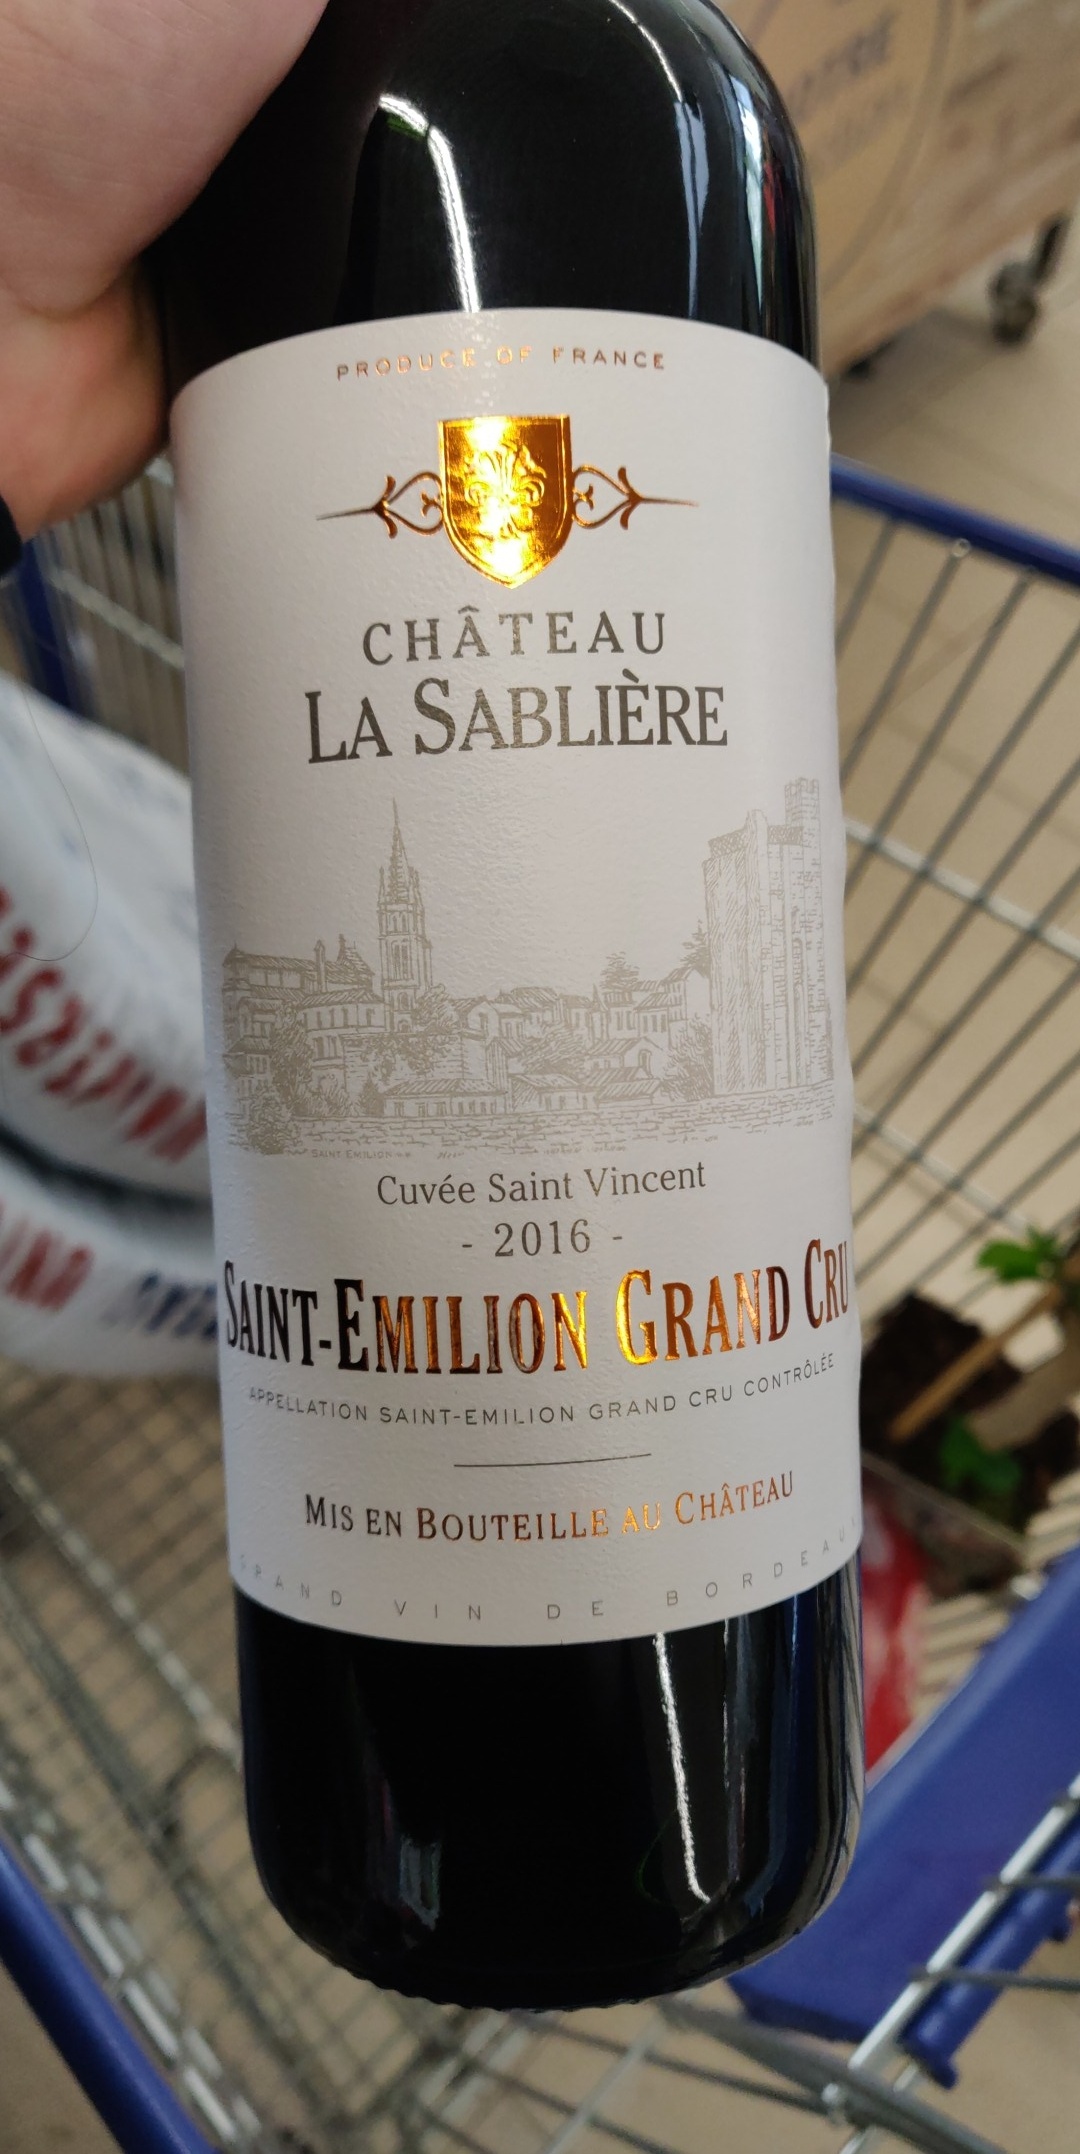 PRODUCE OF FRANCE
CHÂTEAU
LA SABLIÈRE
SAINT EMILION
Cuvée Saint Vincent
- 2016 -
SAINT-EMILION GRAND CRU
APPELLATION SAINT-EMILION GRAND CRU CONTRÔLÉE
MIS EN BOUTEILLE AU CHÂTEAU
GRAND VIN DE BORDEAUX